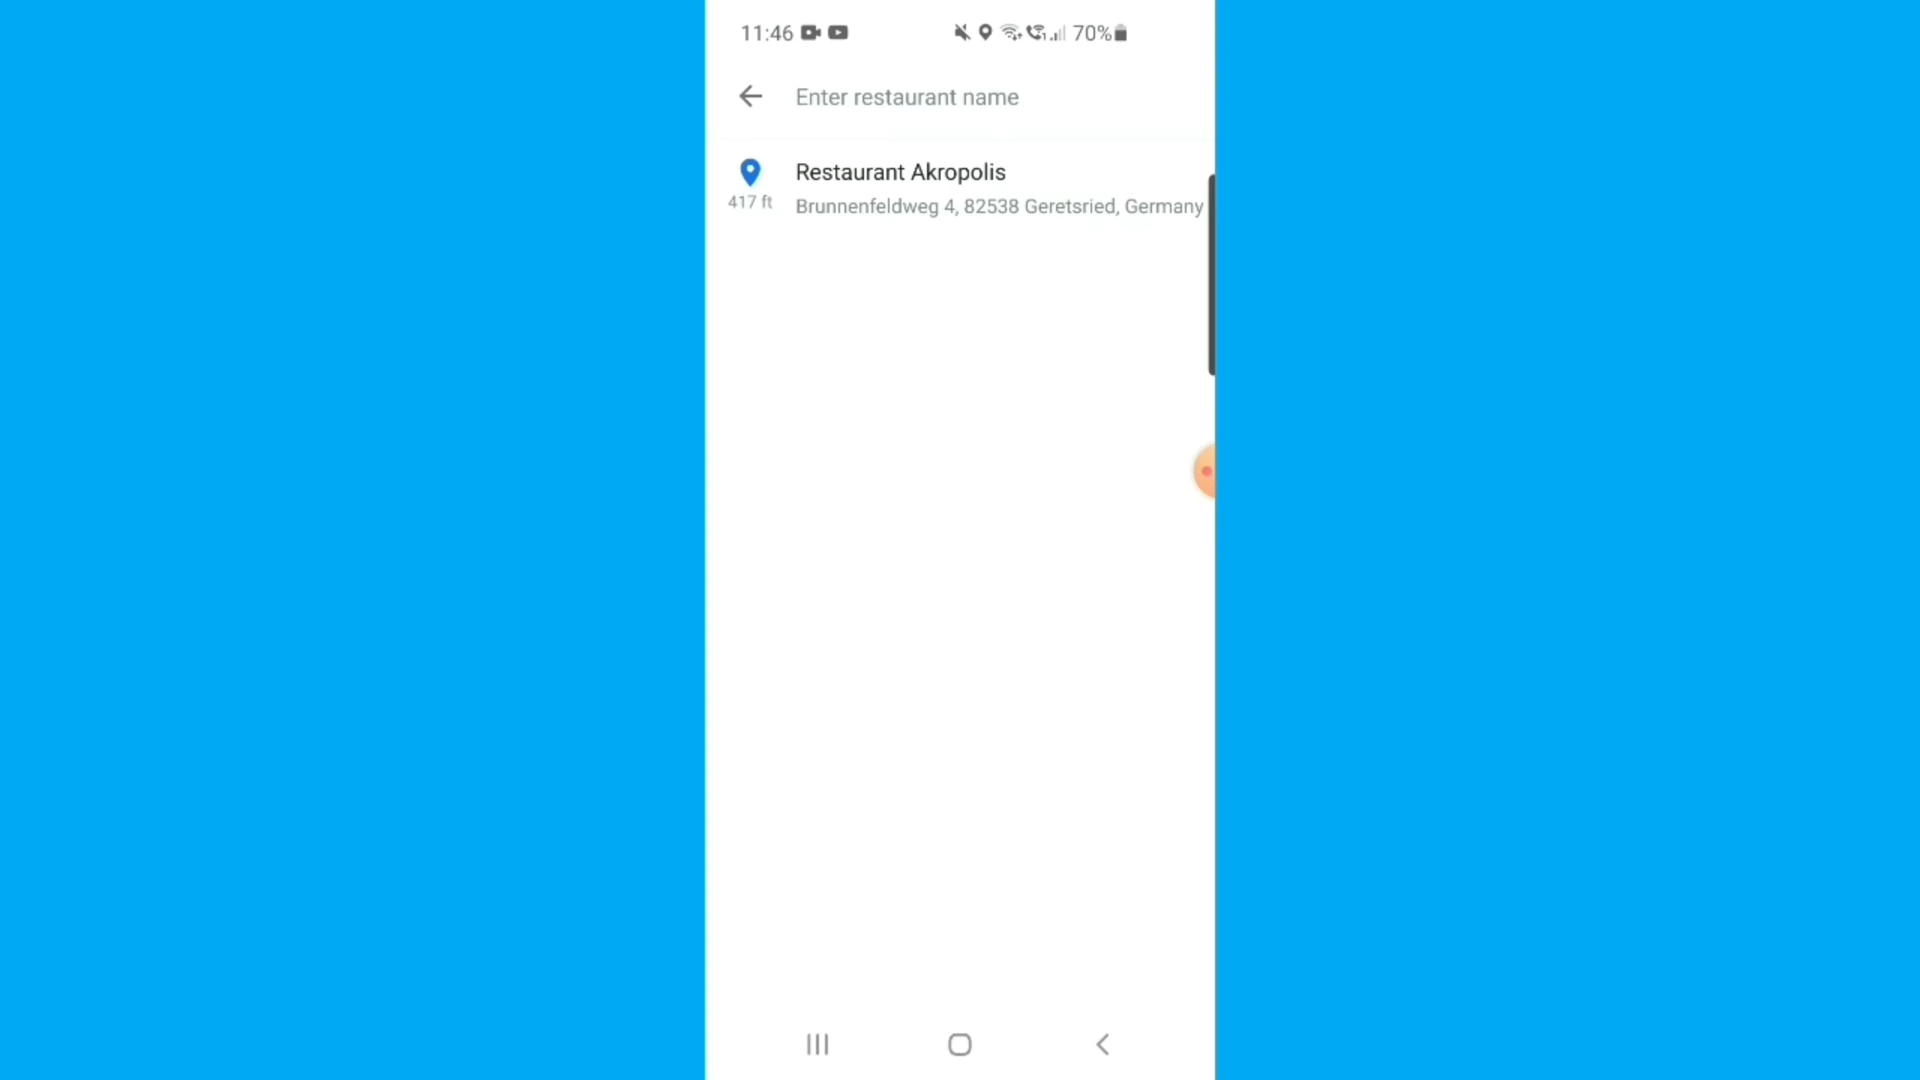 11:46 70%
Enter restaurant name
Restaurant Akropolis
417 ft
Brunnenfeldweg 4, 82538 Geretsried, Germany